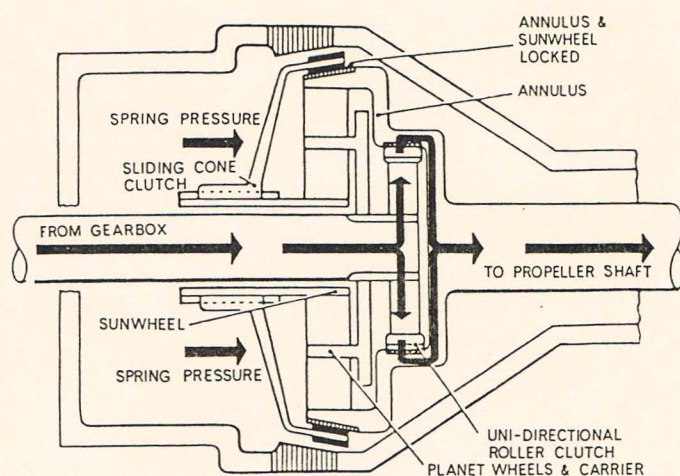 ANNULUS &
SUNWHEEL
LOCKED
ANNULUS
SPRING PRESSURE
SLIDING CONE
CLUTCH
FROM GEARBOX
TO PROPELLER SHAFT
SUNWHEEL
SPRING PRESSURE
UNI-DIRECTIONAL
ROLLER CLUTCH
PLANET WHEELS & CARRIER